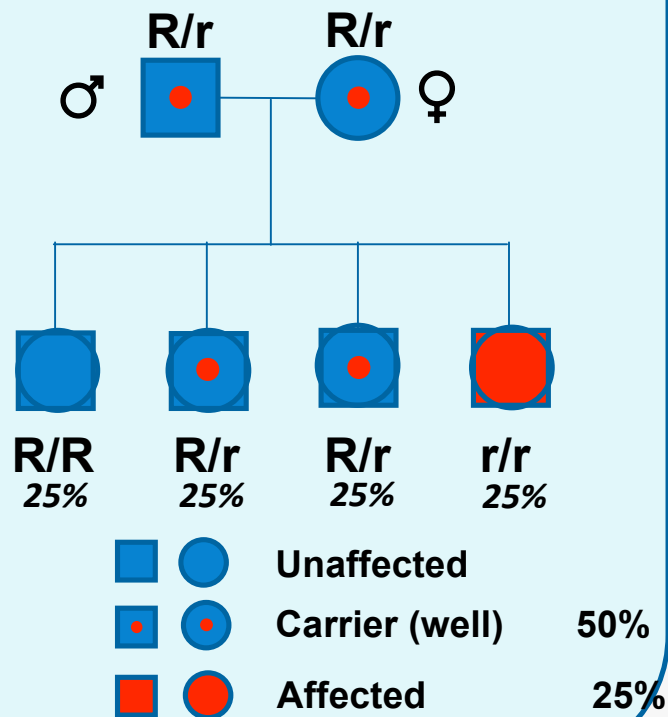 R/r R/r
♂ ♀
R/R R/r R/r r/r
25% 25% 25% 25%
Unaffected
Carrier (well) 50%
Affected 25%